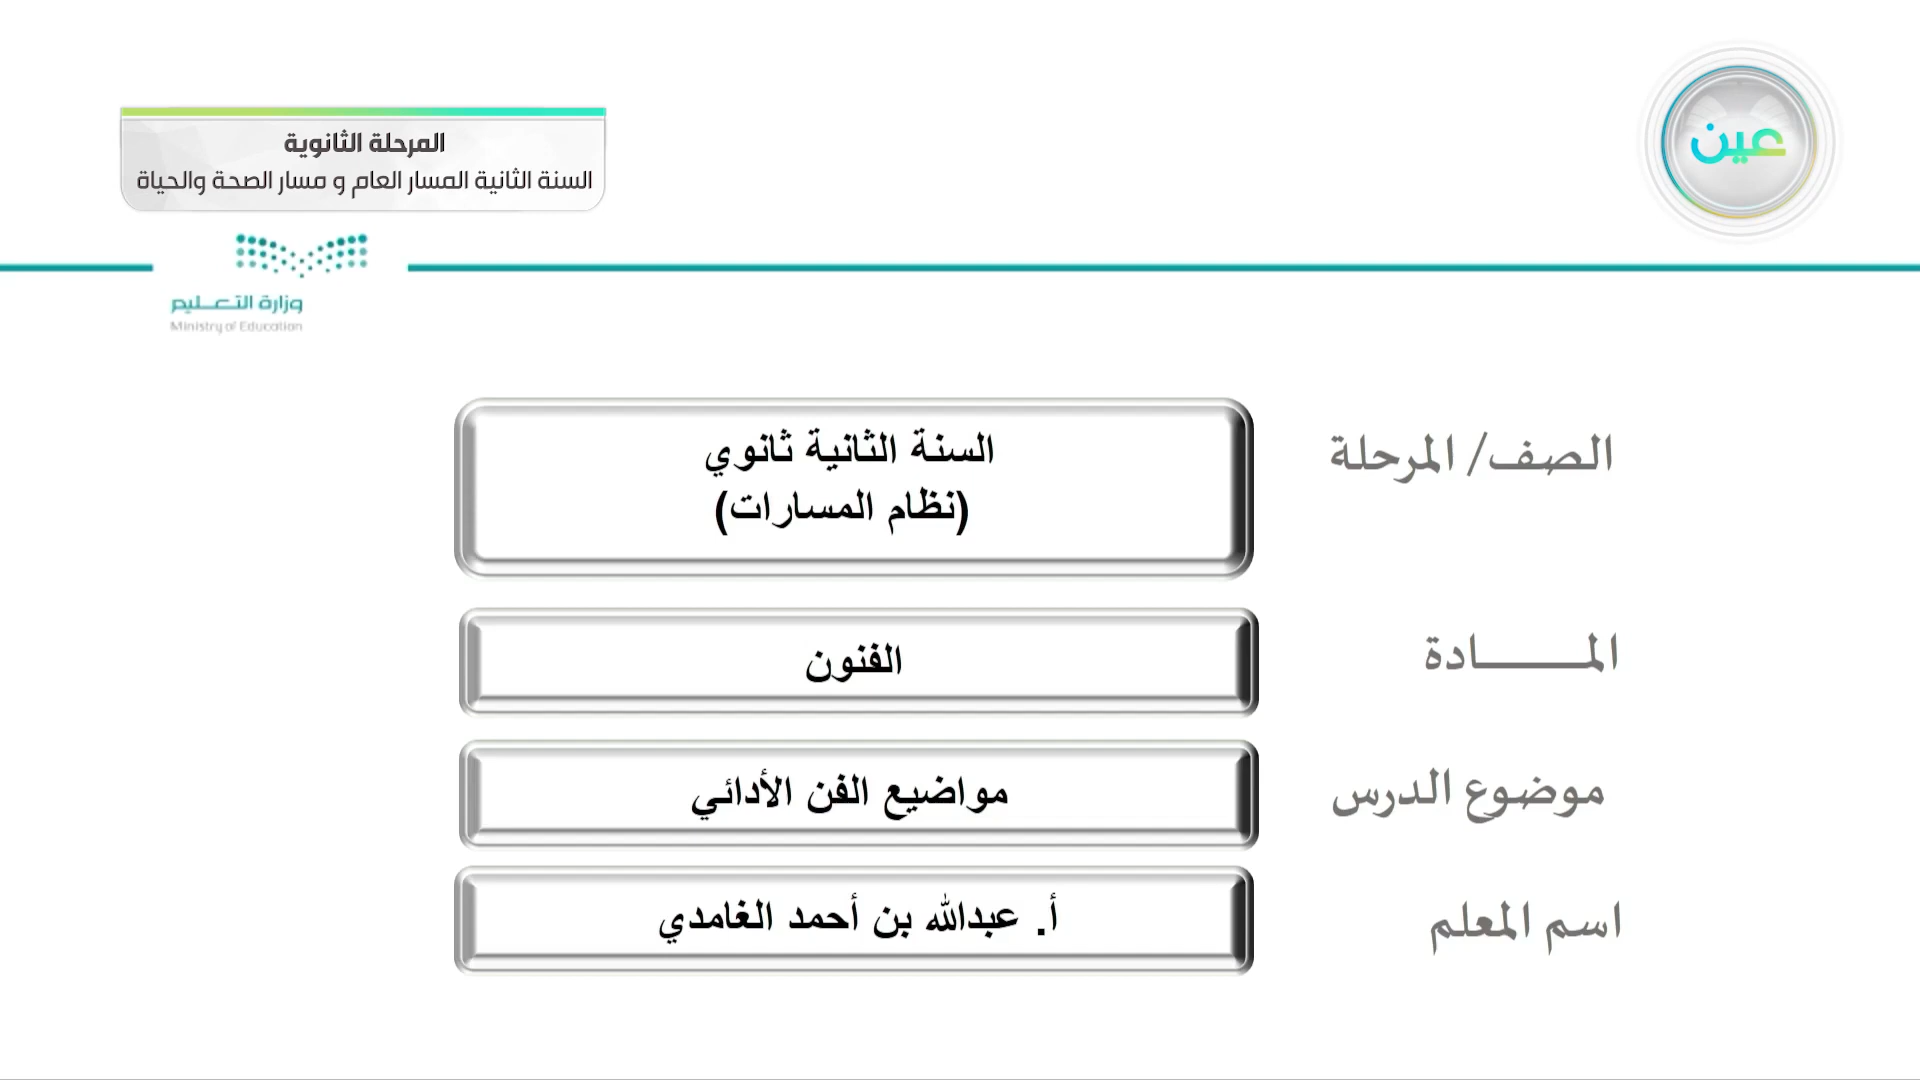 عين
المرحلة الثانوية
السنة الثانية المسار العام و مسار الصحة والحياة
وزارة التعليم
Ministry of Education
الصف/ المرحلة
السنة الثانية ثانوي
(نظام المسارات)
المــــــــادة
الفنون
موضوع الدرس
مواضيع الفن الأدائي
اسم المعلم
أ. عبدالله بن أحمد الغامدي